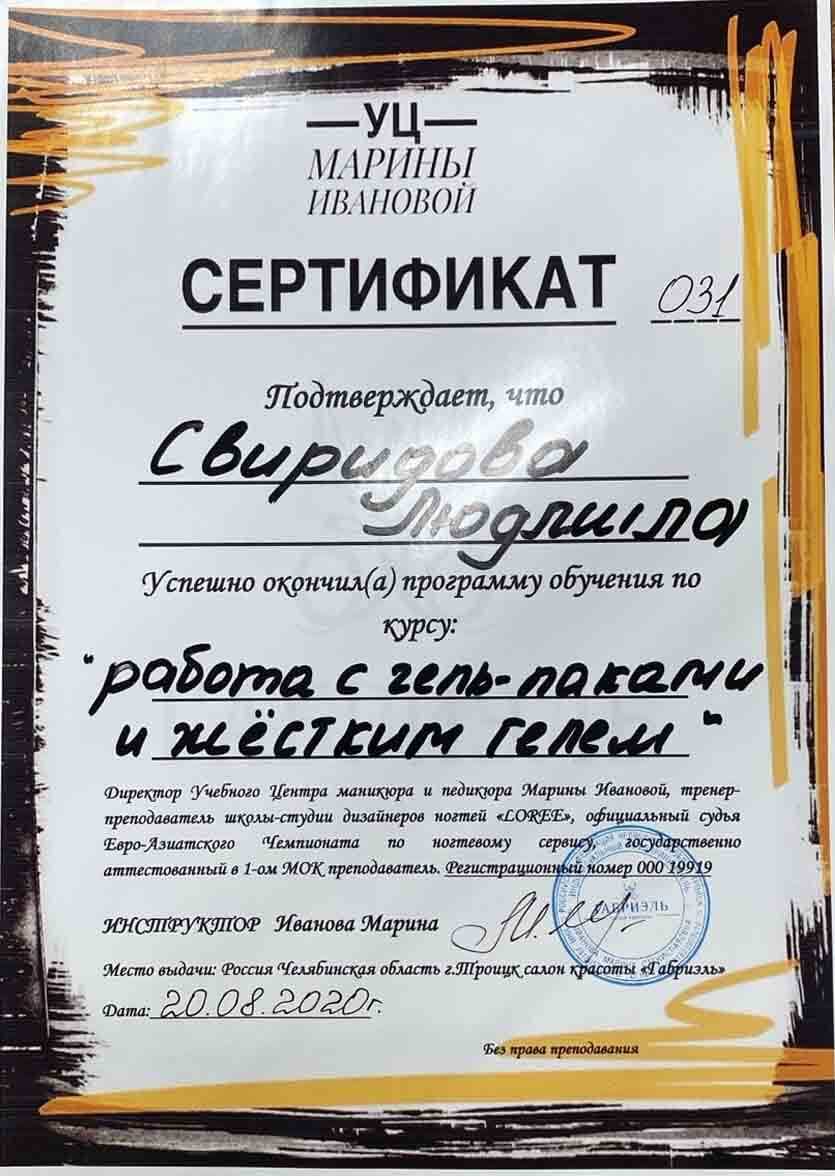 УЦ
МАРИНЫ
ИВАНОВОЙ
СЕРТИФИКАТ 031
Подтверждает, что
Свиридова
Людмила
Успешно окончил(а) программу обучения по
курсу:
"работа с гель-лаками
и жёстким гелем"
Директор Учебного Центра маникюра и педикюра Марины Ивановой, тренер-
преподаватель школы-студии дизайнеров ногтей «LOREE», официальный судья
Евро-Азиатского Чемпионата по ногтевому сервису, государственно
аттестованный в 1-ом МОК преподаватель. Регистрационный номер 000 19919
ГАБРИЭЛЬ
ИНСТРУКТОР Иванова Марина
Место выдачи: Россия Челябинская область г.Троицк салон красоты «Габриэль»
Дата: 20.08.2020г.
Без права преподавания